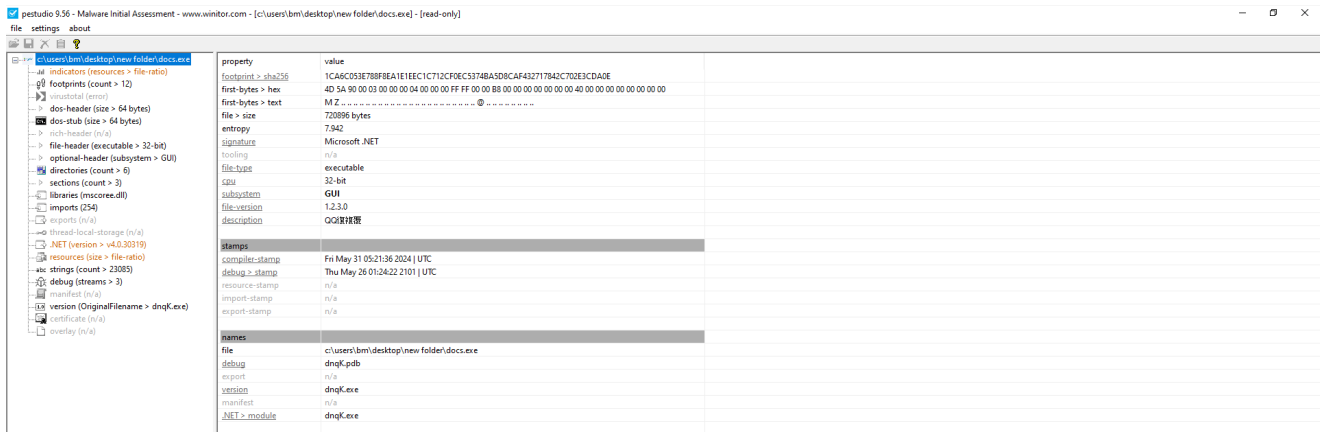 pestudio 9.56 - Malware Initial Assessment - www.winitor.com - [c:\users\bm\desktop\new folder\docs.exe] - [read-only]
file settings about
c:\users\bm\desktop\new folder\docs.exe
indicators (resources > file-ratio)
footprints (count > 12)
virustotal (error)
dos-header (size > 64 bytes)
dos-stub (size > 64 bytes)
rich-header (n/a)
file-header (executable > 32-bit)
optional-header (subsystem > GUI)
directories (count > 6)
sections (count > 3)
libraries (mscoree.dll)
imports (254)
exports (n/a)
thread-local-storage (n/a)
.NET (version > v4.0.30319)
resources (size > file-ratio)
abc strings (count > 23085)
debug (streams > 3)
manifest (n/a)
version (OriginalFilename > dnqK.exe)
certificate (n/a)
overlay (n/a)
property value
footprint > sha256 1CA6C053E788F8EA1E1EEC1C712CF0EC5374BA5D8CAF432717842C702E3CDA0E
first-bytes > hex 4D 5A 90 00 03 00 00 00 04 00 00 00 FF FF 00 00 B8 00 00 00 00 00 00 00 40 00 00 00 00 00 00 00 00 00 00 00
first-bytes > text M Z .. .. .. .. .. .. .. .. .. .. .. .. .. .. .. .. .. .. .. .. @ .. .. .. .. .. .. ..
file > size 720896 bytes
entropy 7.942
signature Microsoft .NET
tooling n/a
file-type executable
cpu 32-bit
subsystem GUI
file-version 1.2.3.0
description
stamps
compiler-stamp Fri May 31 05:21:36 2024 | UTC
debug > stamp Thu May 26 01:24:22 2101 | UTC
resource-stamp n/a
import-stamp n/a
export-stamp n/a
names
file c:\users\bm\desktop\new folder\docs.exe
debug dnqK.pdb
export n/a
version dnqK.exe
manifest n/a
.NET > module dnqK.exe